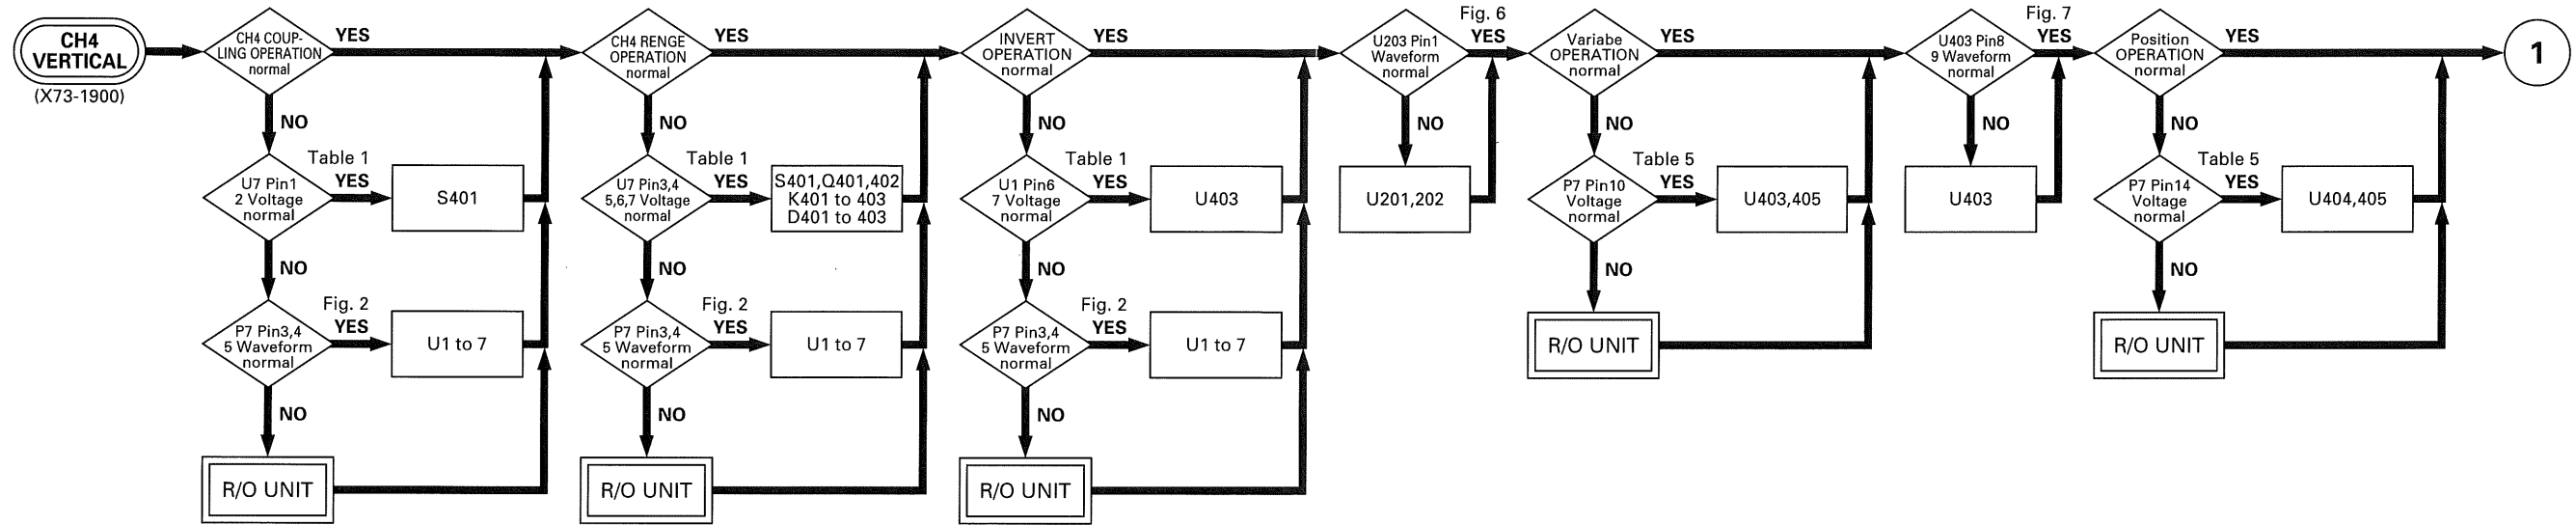 CH4
VERTICAL
(X73-1900)
CH4 COUP-
LING OPERATION
normal
YES
NO
U7 Pin1
2 Voltage
normal
Table 1
YES
S401
NO
P7 Pin3,4
5 Waveform
normal
Fig. 2
YES
U1 to 7
NO
R/O UNIT
CH4 RENGE
OPERATION
normal
YES
NO
U7 Pin3,4
5,6,7 Voltage
normal
Table 1
YES
S401,Q401,402
K401 to 403
D401 to 403
NO
P7 Pin3,4
5 Waveform
normal
Fig. 2
YES
U1 to 7
NO
R/O UNIT
INVERT
OPERATION
normal
YES
NO
U1 Pin6
7 Voltage
normal
Table 1
YES
U403
NO
P7 Pin3,4
5 Waveform
normal
Fig. 2
YES
U1 to 7
NO
R/O UNIT
U203 Pin1
Waveform
normal
Fig. 6
YES
NO
U201,202
Variabe
OPERATION
normal
YES
NO
P7 Pin10
Voltage
normal
Table 5
YES
U403,405
NO
R/O UNIT
U403 Pin8
9 Waveform
normal
Fig. 7
YES
NO
U403
Position
OPERATION
normal
YES
NO
P7 Pin14
Voltage
normal
Table 5
YES
U404,405
NO
R/O UNIT
1